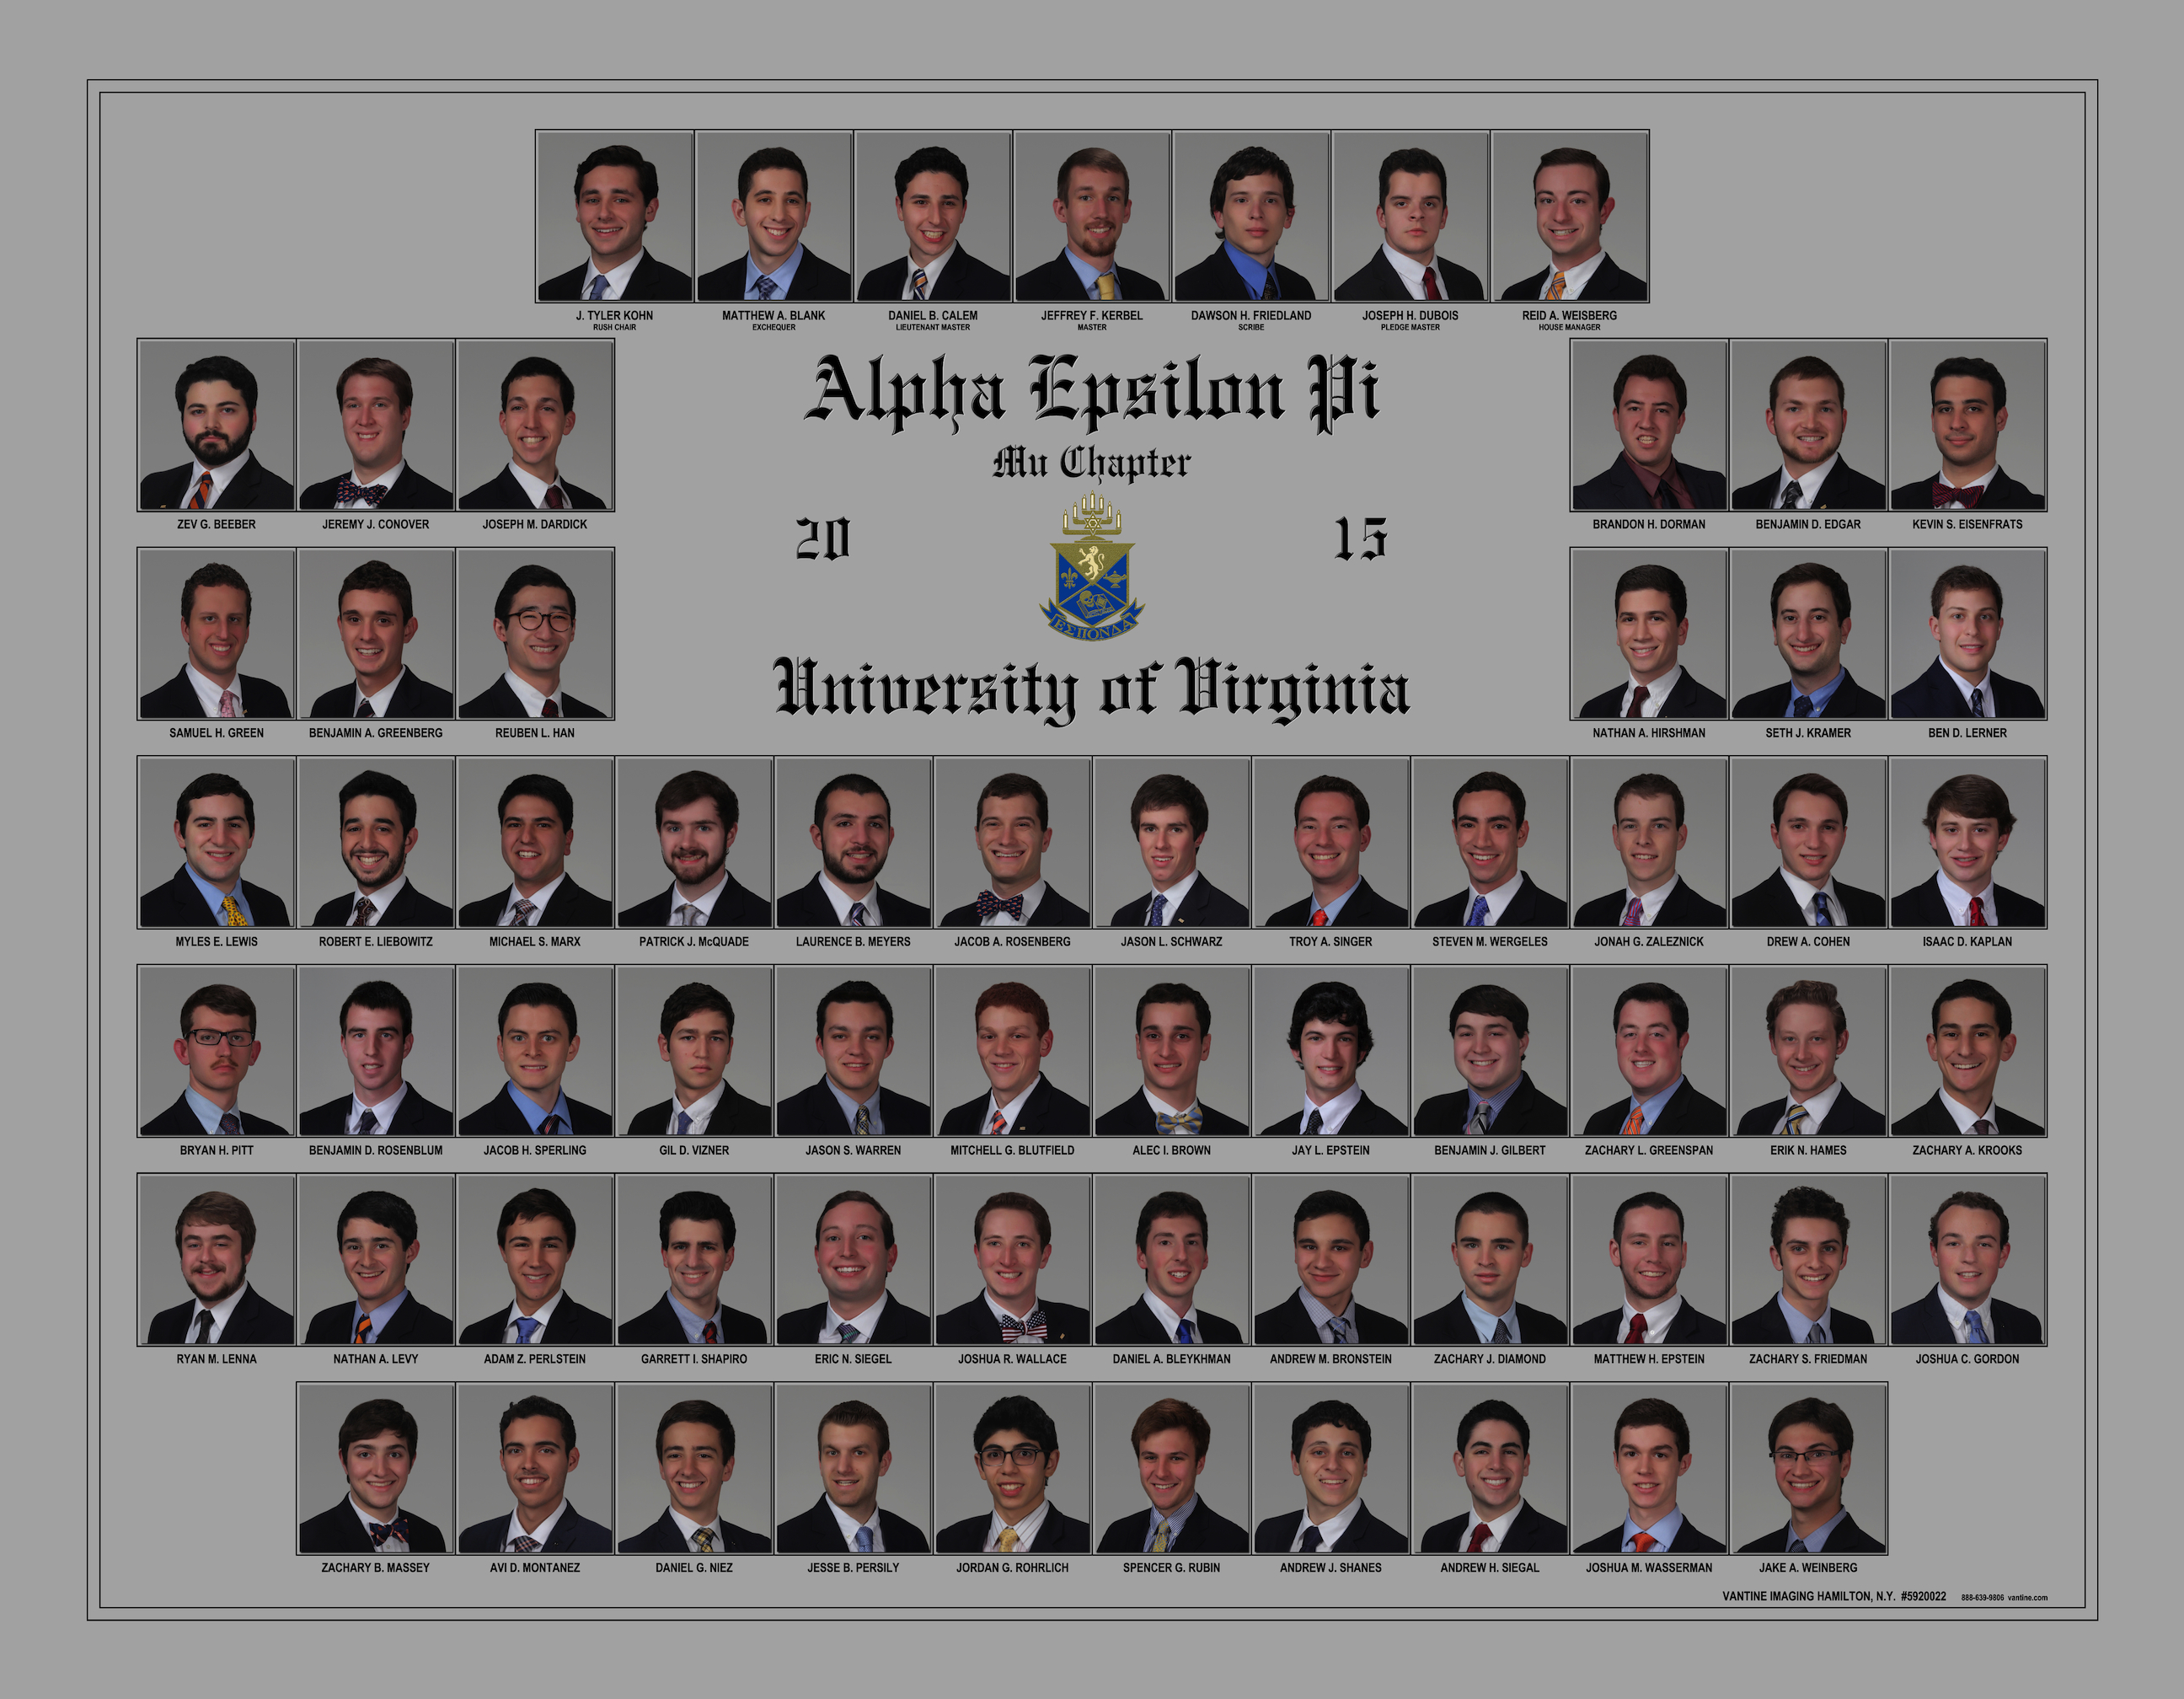 J. TYLER KOHN
RUSH CHAIR
MATTHEW A. BLANK
EXCHEQUER
DANIEL B. CALEM
LIEUTENANT MASTER
JEFFREY F. KERBEL
MASTER
DAWSON H. FRIEDLAND
SCRIBE
JOSEPH H. DUBOIS
PLEDGE MASTER
REID A. WEISBERG
HOUSE MANAGER
Alpha Epsilon Pi
Mu Chapter
20 15
ΕΣΠΟΝΔΑ
University of Virginia
ZEV G. BEEBER
JEREMY J. CONOVER
JOSEPH M. DARDICK
BRANDON H. DORMAN
BENJAMIN D. EDGAR
KEVIN S. EISENFRATS
SAMUEL H. GREEN
BENJAMIN A. GREENBERG
REUBEN L. HAN
NATHAN A. HIRSHMAN
SETH J. KRAMER
BEN D. LERNER
MYLES E. LEWIS
ROBERT E. LIEBOWITZ
MICHAEL S. MARX
PATRICK J. McQUADE
LAURENCE B. MEYERS
JACOB A. ROSENBERG
JASON L. SCHWARZ
TROY A. SINGER
STEVEN M. WERGELES
JONAH G. ZALEZNICK
DREW A. COHEN
ISAAC D. KAPLAN
BRYAN H. PITT
BENJAMIN D. ROSENBLUM
JACOB H. SPERLING
GIL D. VIZNER
JASON S. WARREN
MITCHELL G. BLUTFIELD
ALEC I. BROWN
JAY L. EPSTEIN
BENJAMIN J. GILBERT
ZACHARY L. GREENSPAN
ERIK N. HAMES
ZACHARY A. KROOKS
RYAN M. LENNA
NATHAN A. LEVY
ADAM Z. PERLSTEIN
GARRETT I. SHAPIRO
ERIC N. SIEGEL
JOSHUA R. WALLACE
DANIEL A. BLEYKHMAN
ANDREW M. BRONSTEIN
ZACHARY J. DIAMOND
MATTHEW H. EPSTEIN
ZACHARY S. FRIEDMAN
JOSHUA C. GORDON
ZACHARY B. MASSEY
AVI D. MONTANEZ
DANIEL G. NIEZ
JESSE B. PERSILY
JORDAN G. ROHRLICH
SPENCER G. RUBIN
ANDREW J. SHANES
ANDREW H. SIEGAL
JOSHUA M. WASSERMAN
JAKE A. WEINBERG
VANTINE IMAGING HAMILTON, N.Y. #5920022 888-639-9806 vantine.com